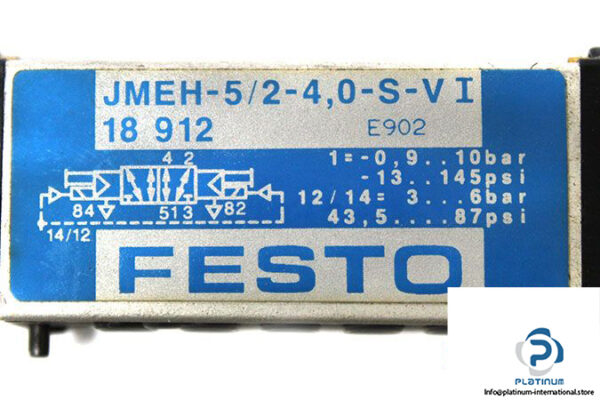 JMEH-5/2-4,0-S-V I
18 912
E902
4 2
1=-0,9..10bar
-13..145psi
84 513 82
12/14= 3...6bar
43,5....87psi
14/12
FESTO
PLATINUM
Info@platinum-international.store